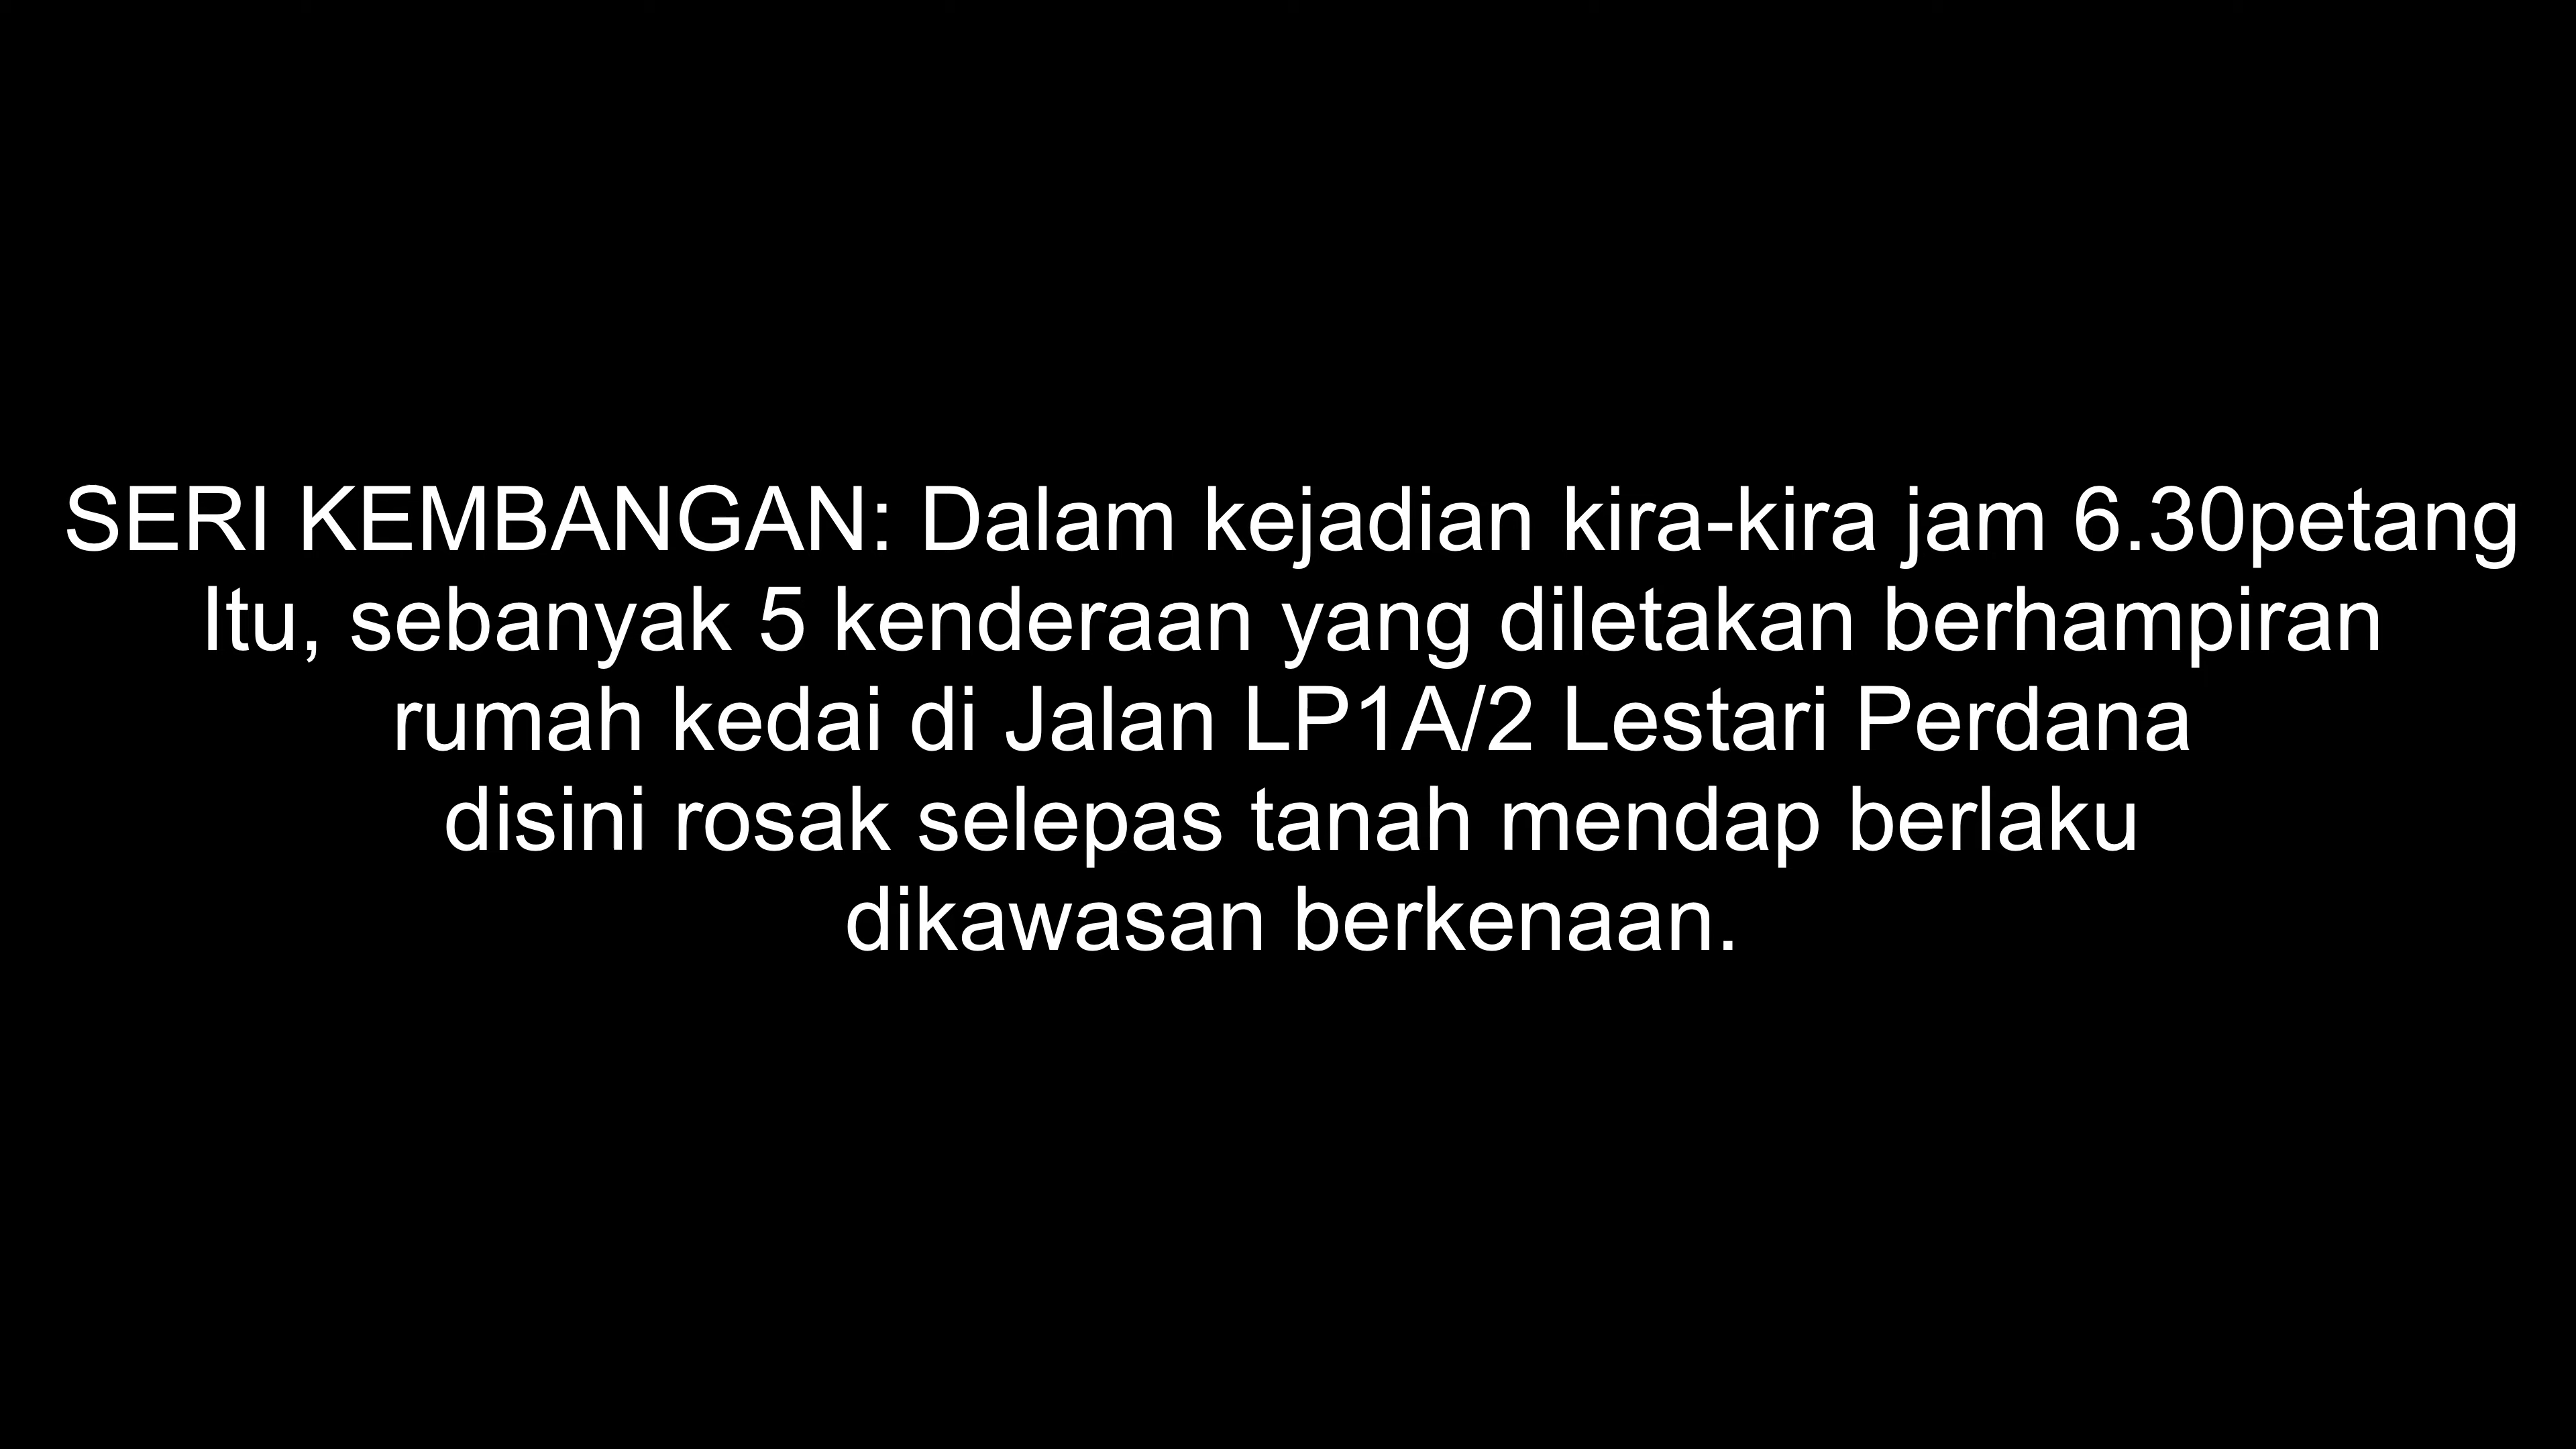 SERI KEMBANGAN: Dalam kejadian kira-kira jam 6.30petang
Itu, sebanyak 5 kenderaan yang diletakan berhampiran
rumah kedai di Jalan LP1A/2 Lestari Perdana
disini rosak selepas tanah mendap berlaku
dikawasan berkenaan.